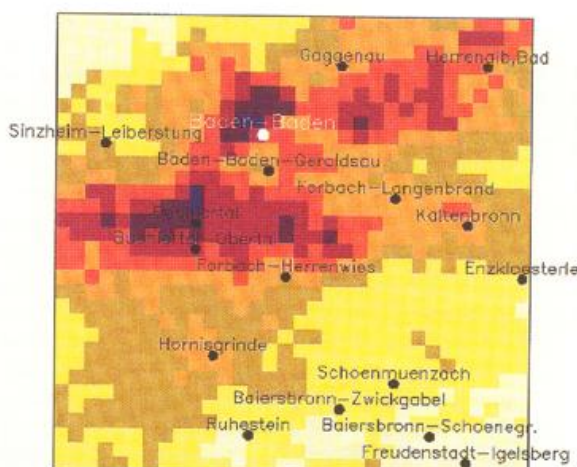 Gaggenau
Herrenalb,Bad
Baden-Baden
Sinzheim-Leiberstung
Baden-Baden-Geroldsau
Forbach-Langenbrand
Kaltenbronn
Forbach-Herrenwies
Enzkloesterle
Hornisgrinde
Schoenmuenzach
Baiersbronn-Zwickgabel
Ruhestein
Baiersbronn-Schoenegr.
Freudenstadt-Igelsberg